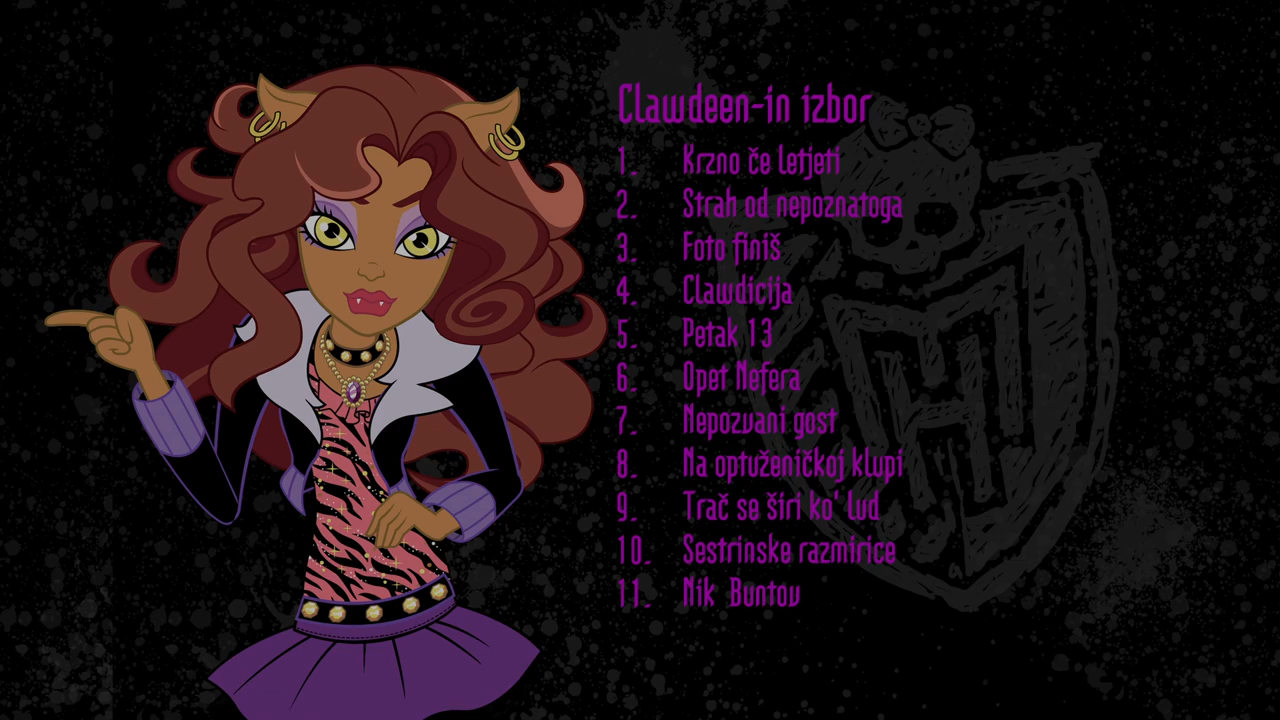 Clawdeen-in izbor
1. Krzno če letjeti
2. Strah od nepoznatoga
3. Foto finiš
4. Clawdicija
5. Petak 13
6. Opet Nefera
7. Nepozvani gost
8. Na optuženičkoj klupi
9. Trač se širi ko' lud
10. Sestrinske razmirice
11. Nik Buntov